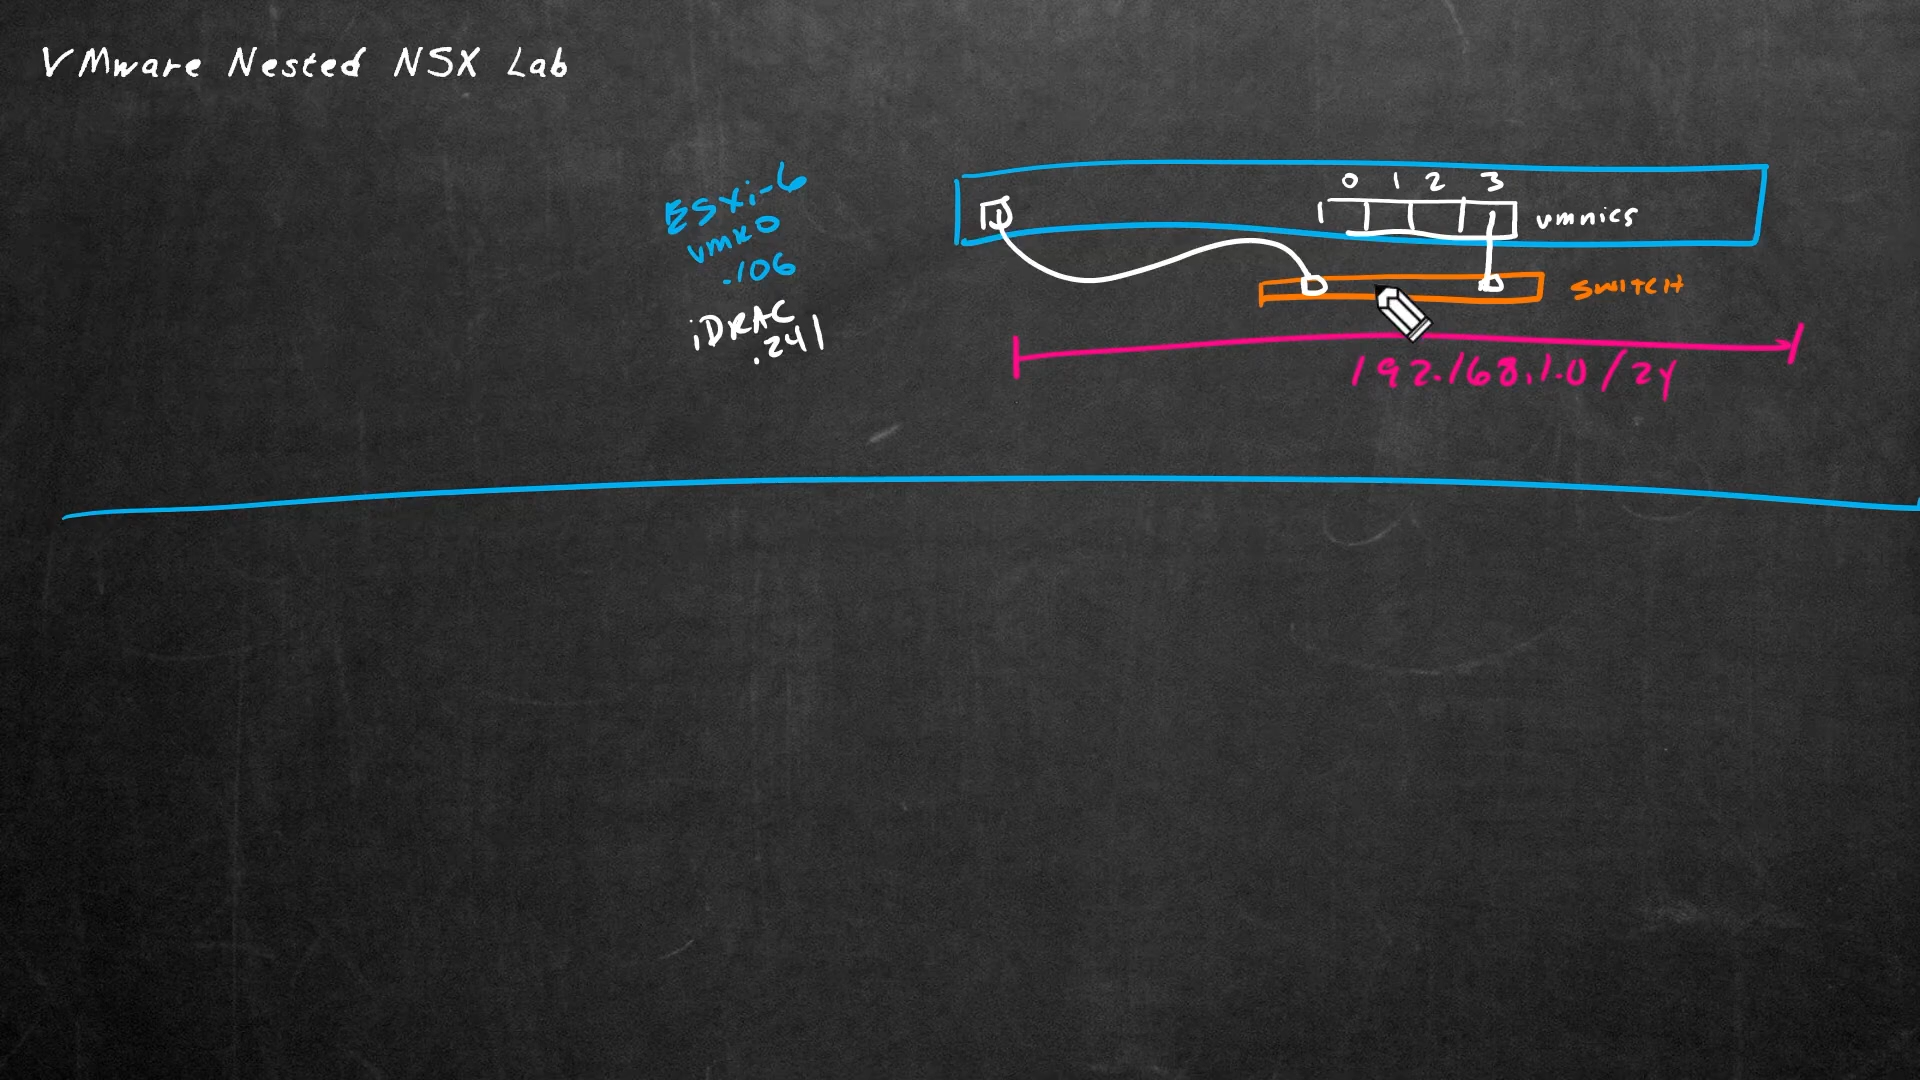 VMware Nested NSX Lab
ESXi-6
vmk0
.106
iDRAC
.241
0 1 2 3
vmnics
SWITCH
192.168.1.0/24